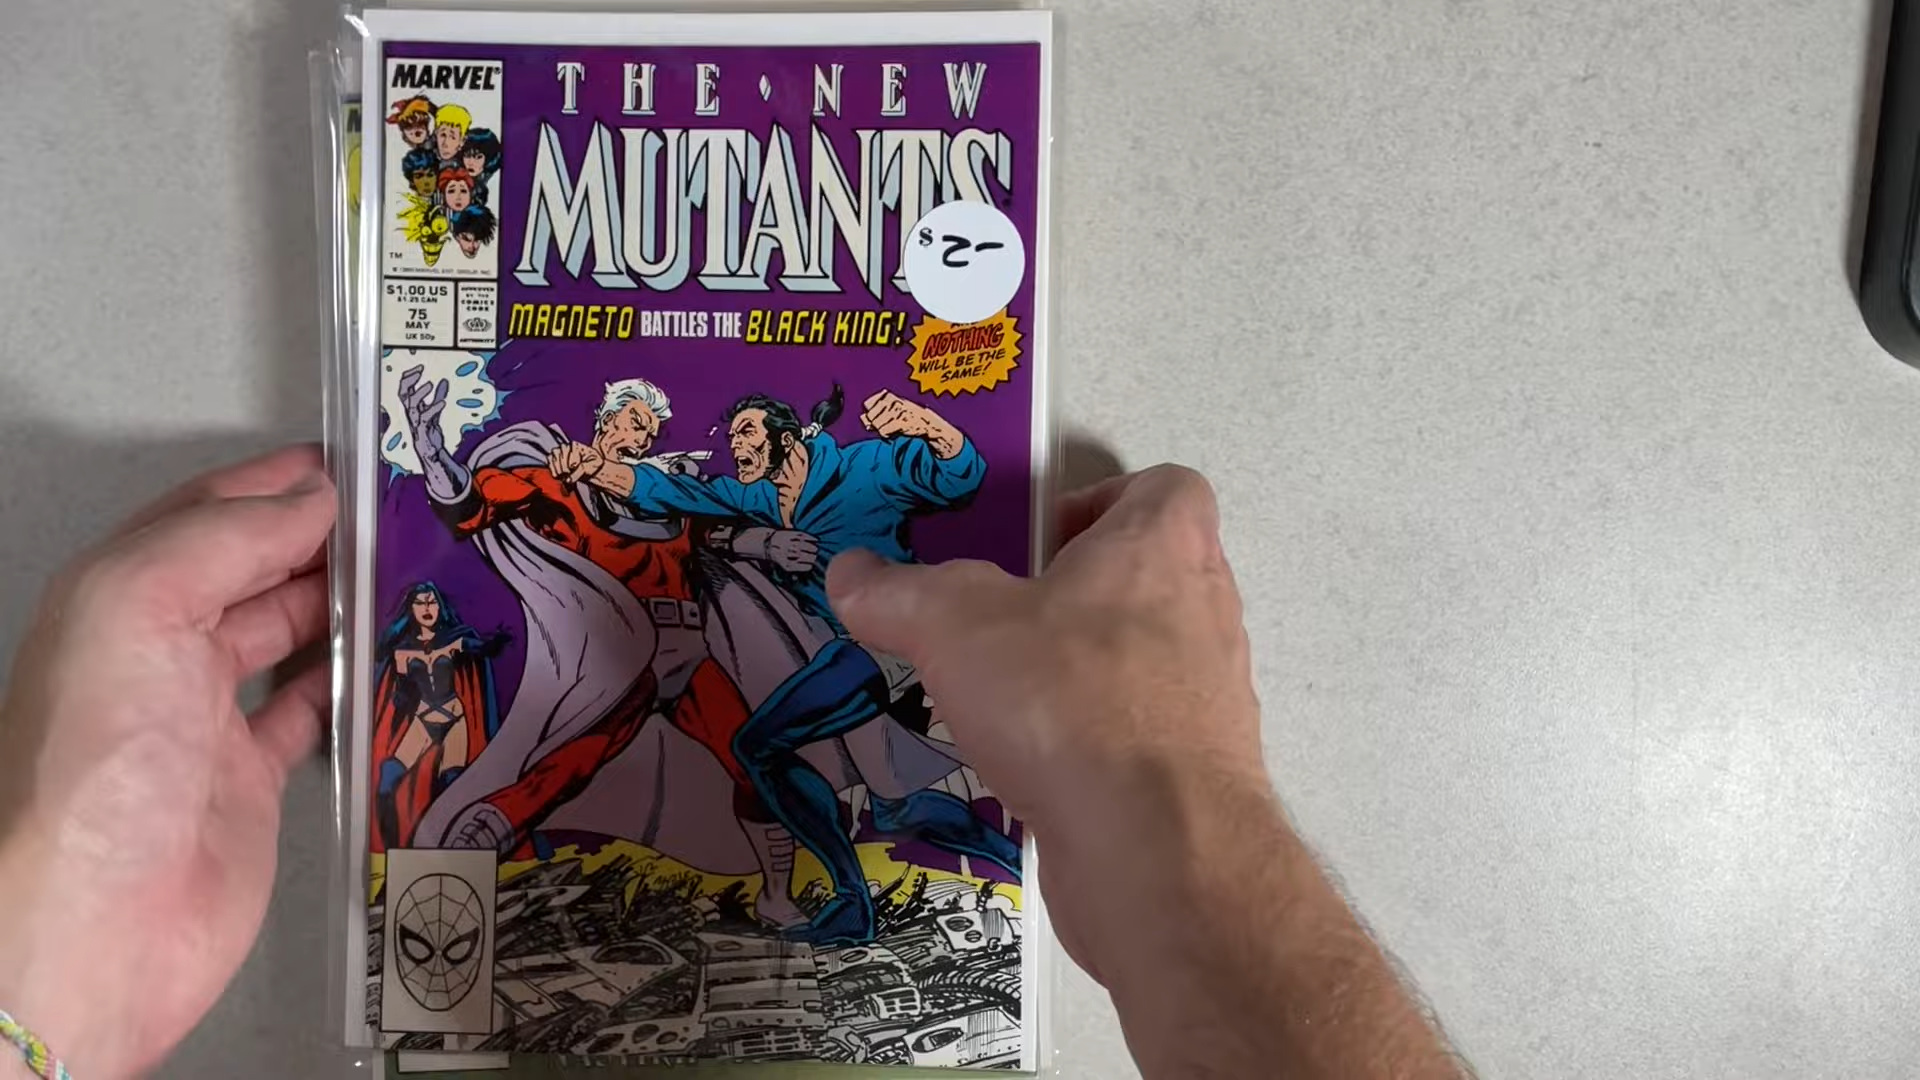 MARVEL®
THE NEW
MUTANTS
$ 2-
TM
$1.00 US
$1.25 CAN
75
MAY
UK 50p
APPROVED
BY THE
COMICS
CODE
AUTHORITY
MAGNETO BATTLES THE BLACK KING!
NOTHING
WILL BE THE
SAME!